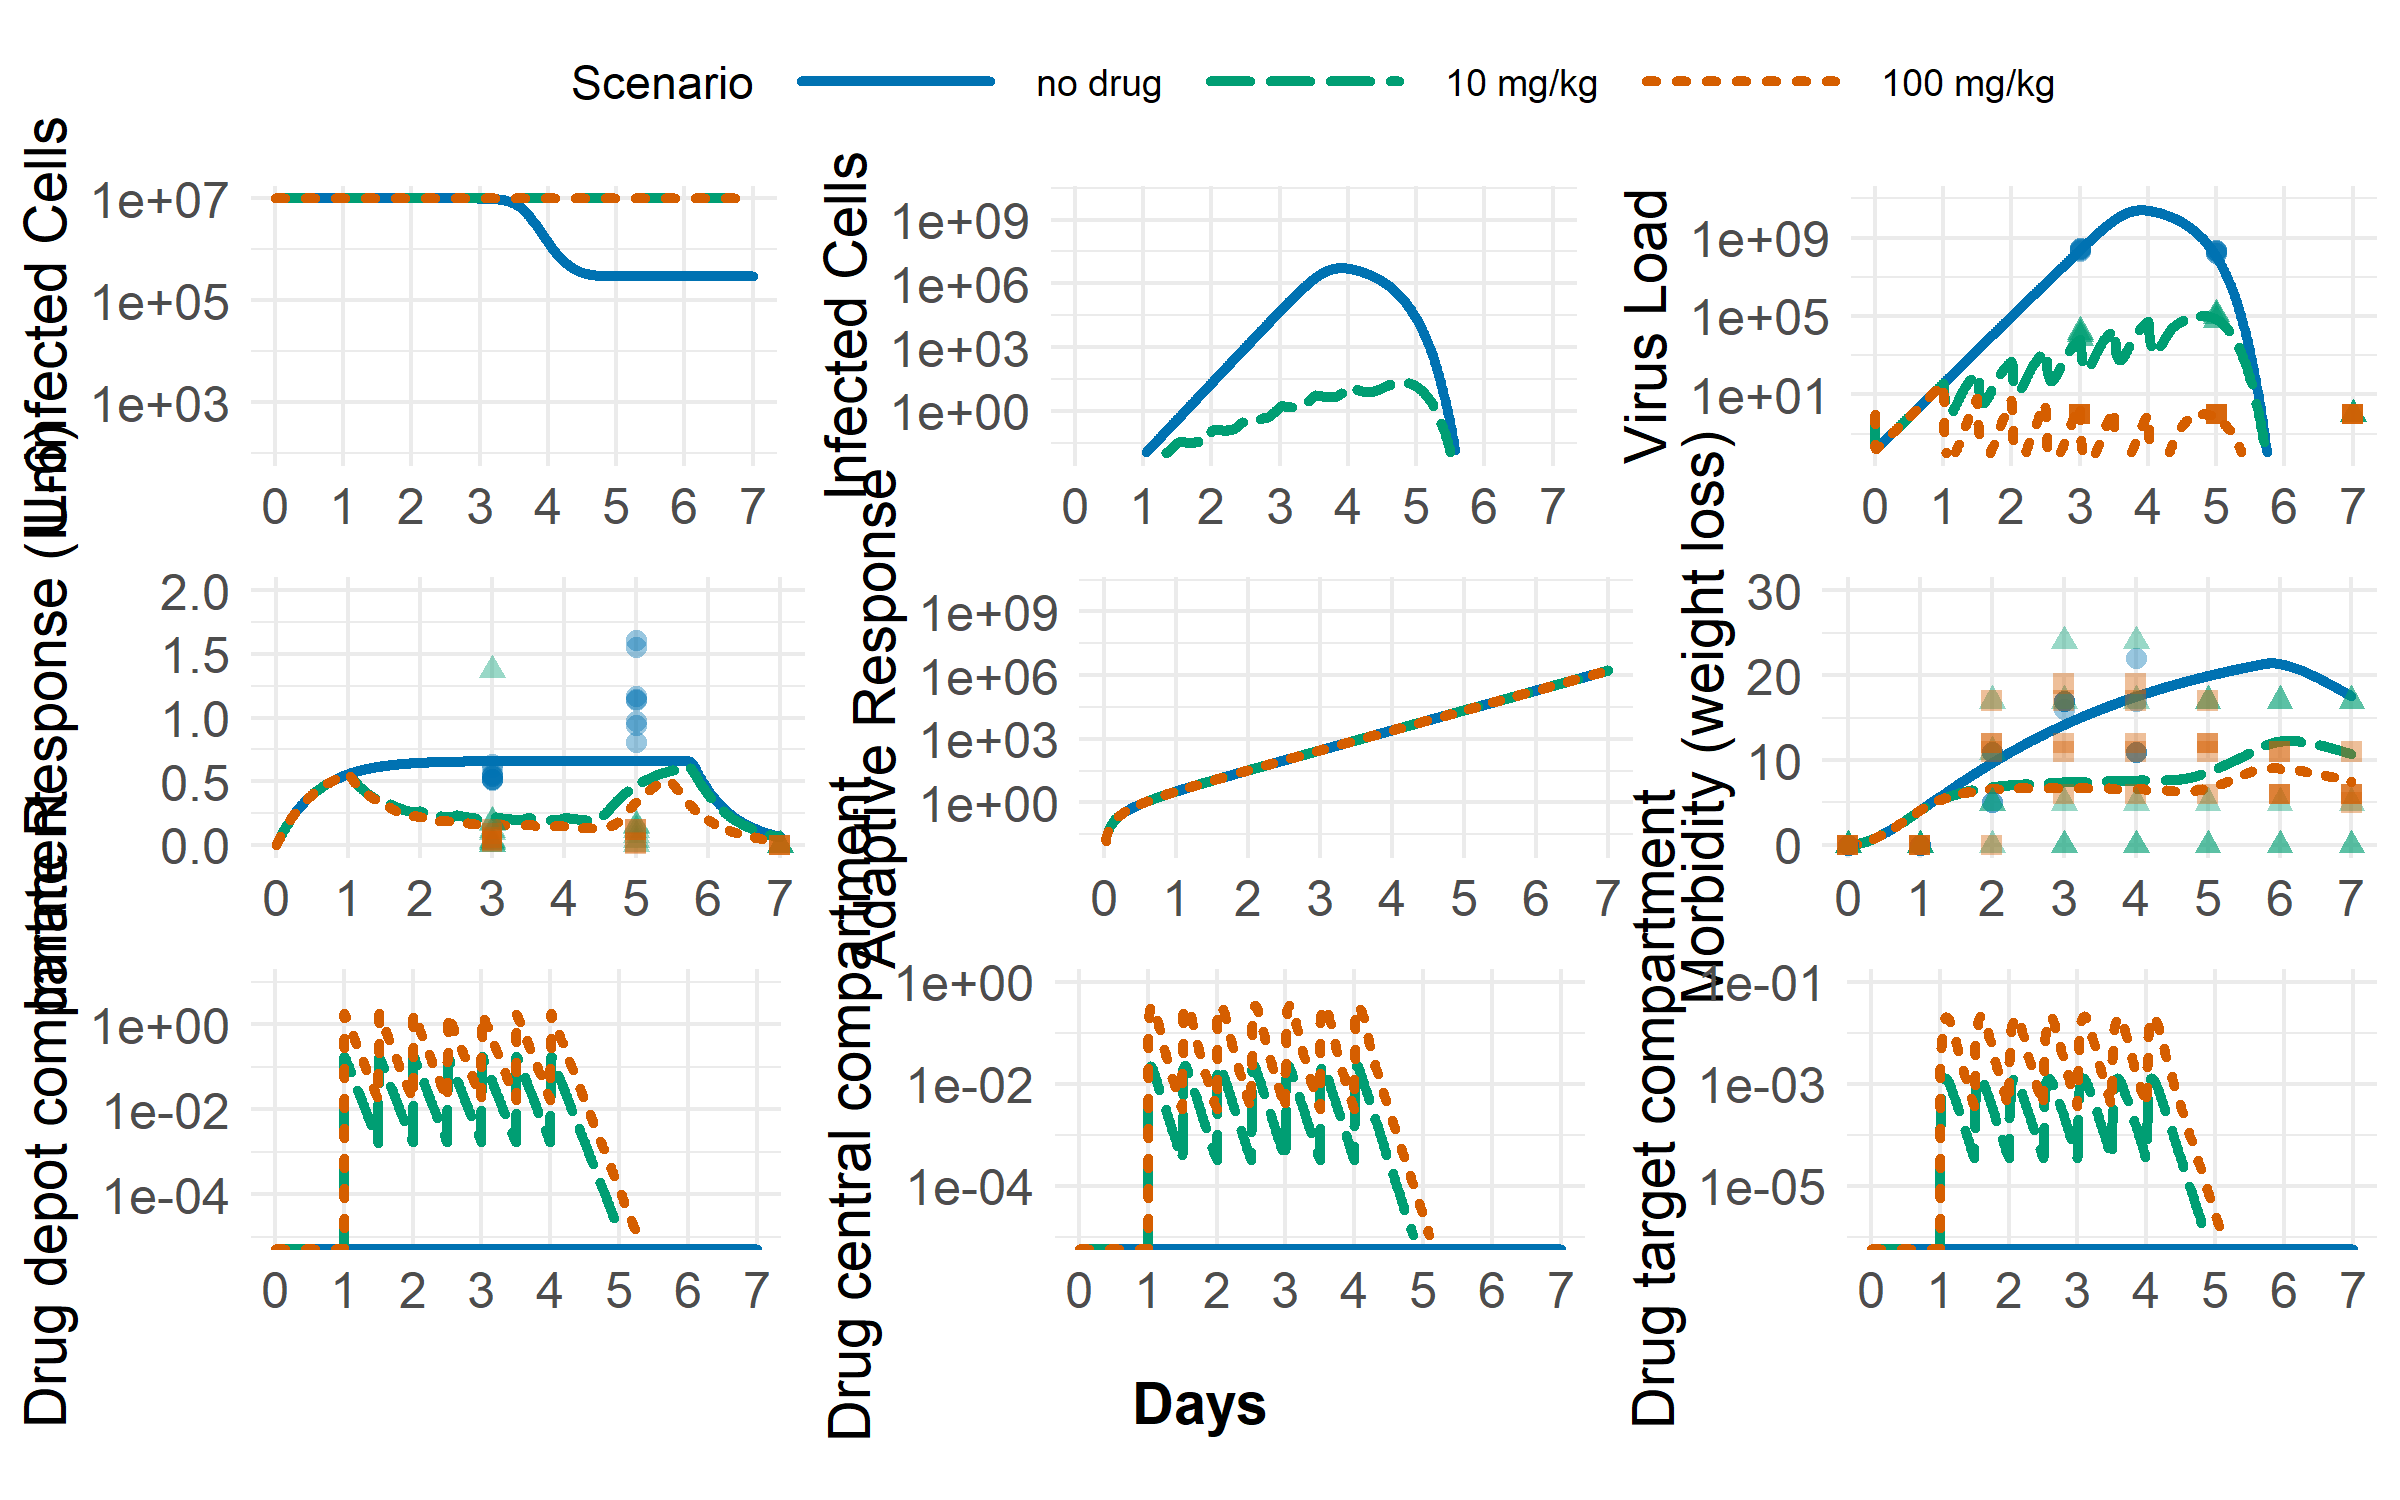 Scenario no drug 10 mg/kg 100 mg/kg
Uninfected Cells
1e+07
1e+05
1e+03
0 1 2 3 4 5 6 7
Infected Cells
1e+09
1e+06
1e+03
1e+00
0 1 2 3 4 5 6 7
Virus Load
1e+09
1e+05
1e+01
0 1 2 3 4 5 6 7
Innate Response (IL-6)
2.0
1.5
1.0
0.5
0.0
0 1 2 3 4 5 6 7
Adaptive Response
1e+09
1e+06
1e+03
1e+00
0 1 2 3 4 5 6 7
Morbidity (weight loss)
30
20
10
0
0 1 2 3 4 5 6 7
Drug depot compartment
1e+00
1e-02
1e-04
0 1 2 3 4 5 6 7
Drug central compartment
1e+00
1e-02
1e-04
0 1 2 3 4 5 6 7
Drug target compartment
1e-01
1e-03
1e-05
0 1 2 3 4 5 6 7
Days